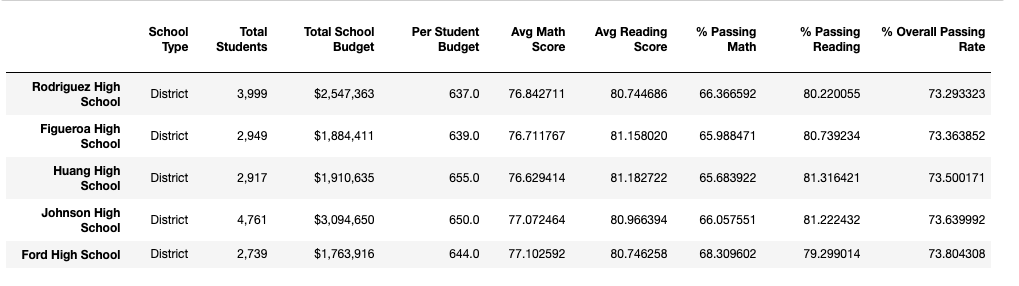 School Type Total Students Total School Budget Per Student Budget Avg Math Score Avg Reading Score % Passing Math % Passing Reading % Overall Passing Rate
Rodriguez High School District 3,999 $2,547,363 637.0 76.842711 80.744686 66.366592 80.220055 73.293323
Figueroa High School District 2,949 $1,884,411 639.0 76.711767 81.158020 65.988471 80.739234 73.363852
Huang High School District 2,917 $1,910,635 655.0 76.629414 81.182722 65.683922 81.316421 73.500171
Johnson High School District 4,761 $3,094,650 650.0 77.072464 80.966394 66.057551 81.222432 73.639992
Ford High School District 2,739 $1,763,916 644.0 77.102592 80.746258 68.309602 79.299014 73.804308